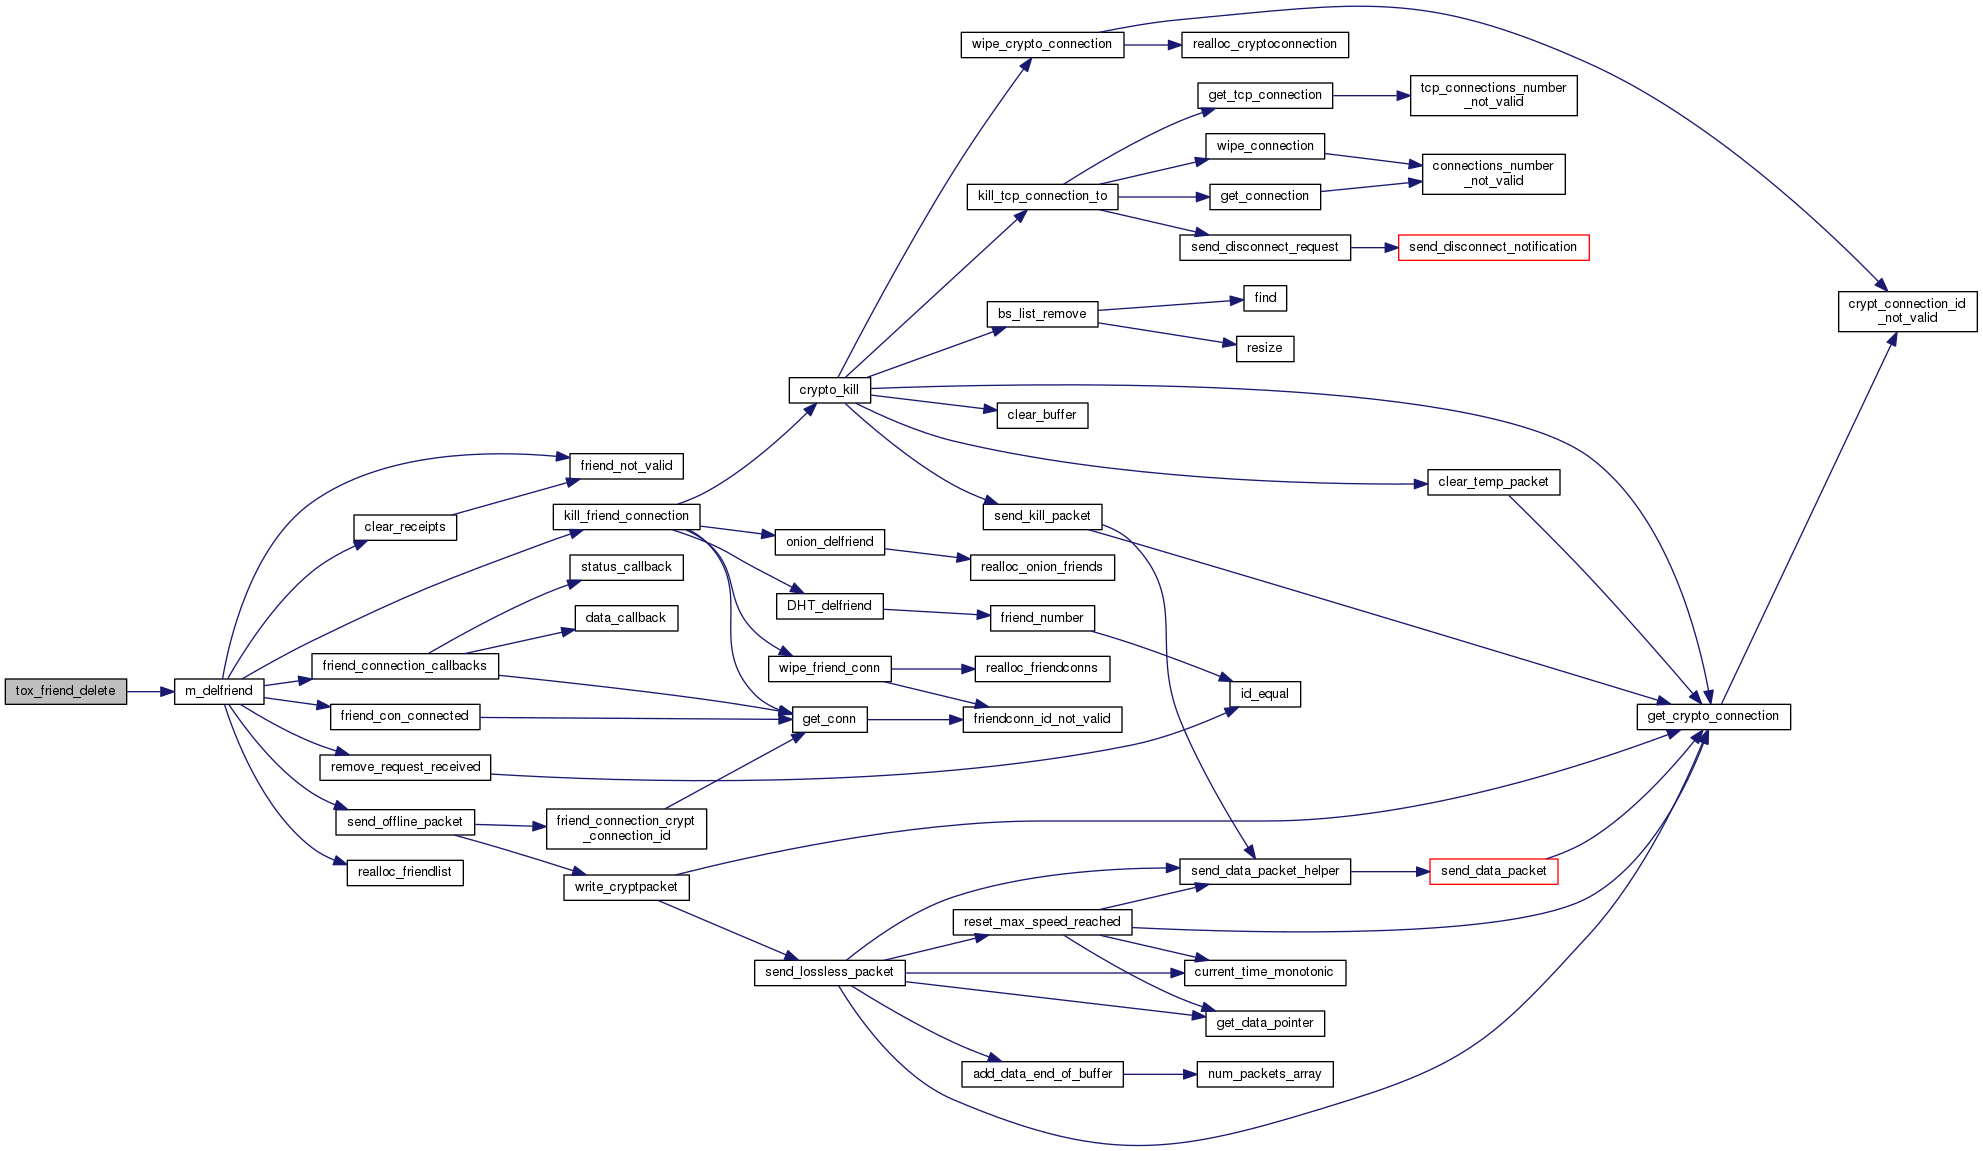 wipe_crypto_connection
realloc_cryptoconnection
get_tcp_connection
tcp_connections_number
_not_valid
wipe_connection
connections_number
_not_valid
kill_tcp_connection_to
get_connection
send_disconnect_request
send_disconnect_notification
find
crypt_connection_id
_not_valid
bs_list_remove
resize
crypto_kill
clear_buffer
friend_not_valid
clear_temp_packet
kill_friend_connection
send_kill_packet
clear_receipts
onion_delfriend
status_callback
realloc_onion_friends
DHT_delfriend
data_callback
friend_number
friend_connection_callbacks
wipe_friend_conn
realloc_friendconns
tox_friend_delete
m_delfriend
id_equal
friend_con_connected
get_conn
friendconn_id_not_valid
get_crypto_connection
remove_request_received
send_offline_packet
friend_connection_crypt
_connection_id
realloc_friendlist
write_cryptpacket
send_data_packet_helper
send_data_packet
reset_max_speed_reached
send_lossless_packet
current_time_monotonic
get_data_pointer
add_data_end_of_buffer
num_packets_array